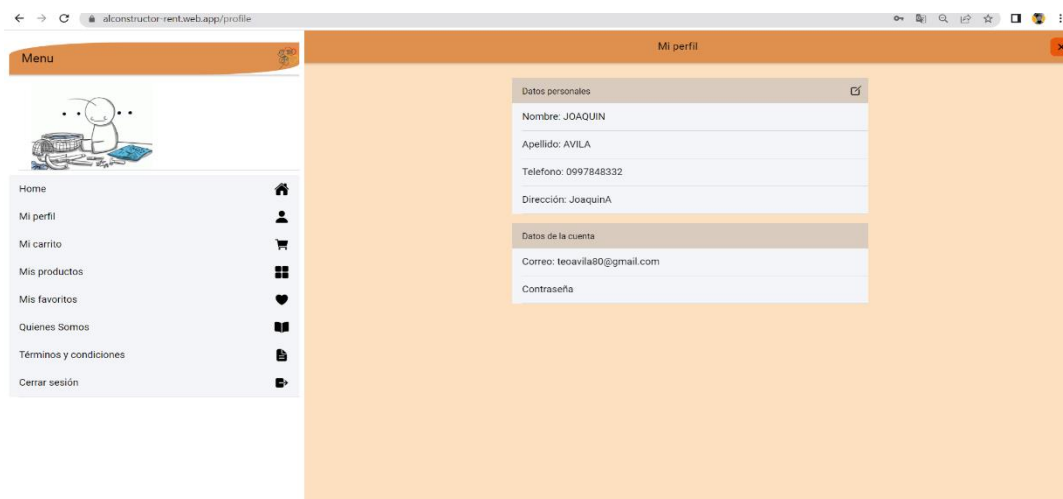 alconstructor-rent.web.app/profile
Menu
Home
Mi perfil
Mi carrito
Mis productos
Mis favoritos
Quienes Somos
Términos y condiciones
Cerrar sesión
Mi perfil
Datos personales
Nombre: JOAQUIN
Apellido: AVILA
Telefono: 0997848332
Dirección: JoaquinA
Datos de la cuenta
Correo: teoavila80@gmail.com
Contraseña